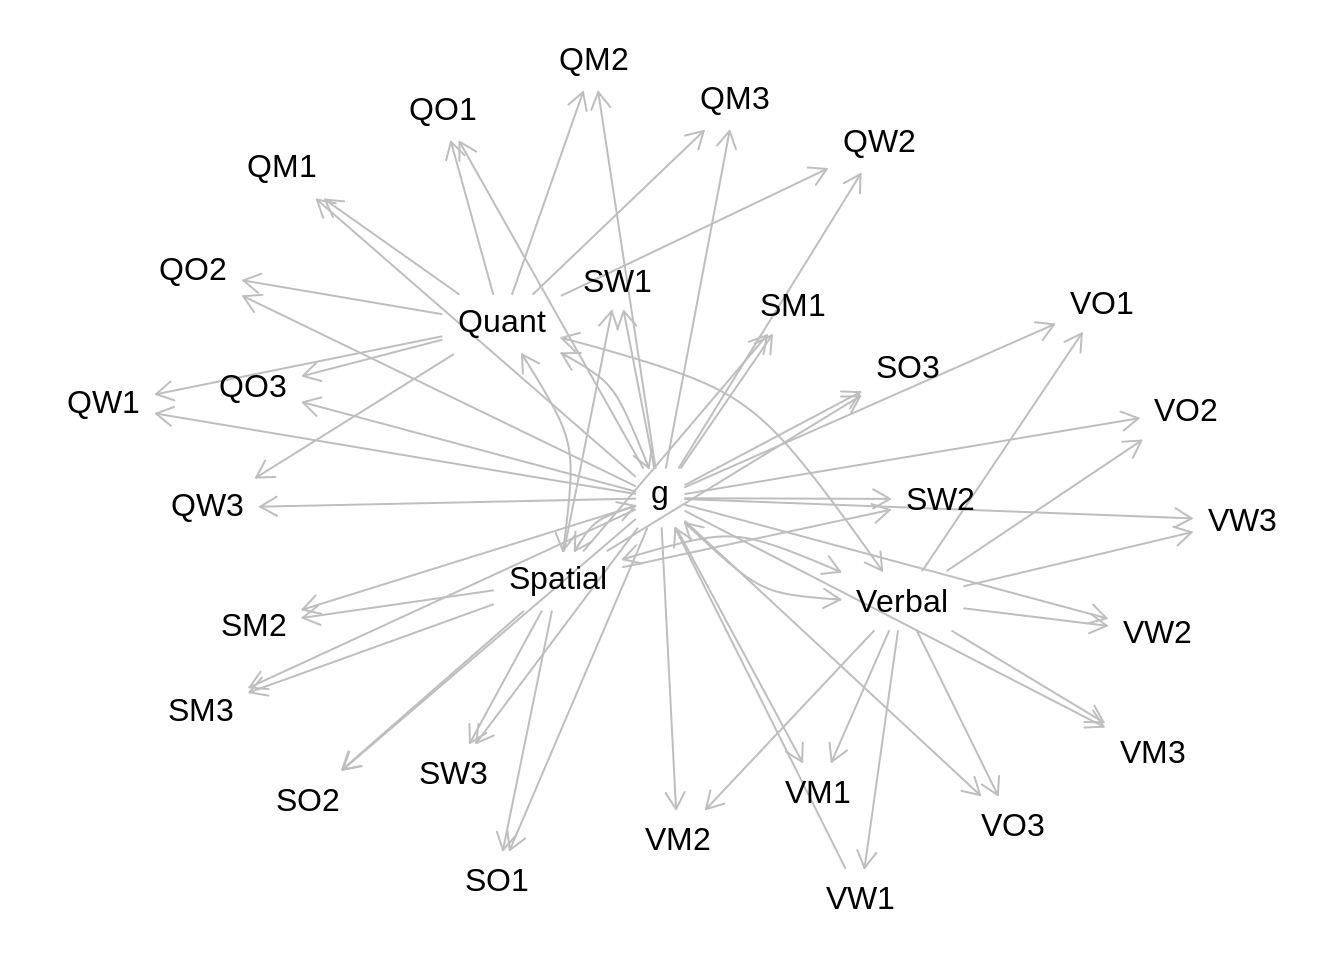 QM2
QM3
QO1
QW2
QM1
QO2
SW1
SM1
VO1
Quant
SO3
QO3
QW1
VO2
g
SW2
QW3
VW3
Spatial
Verbal
SM2
VW2
SM3
VM3
SW3
VM1
SO2
VO3
VM2
SO1
VW1